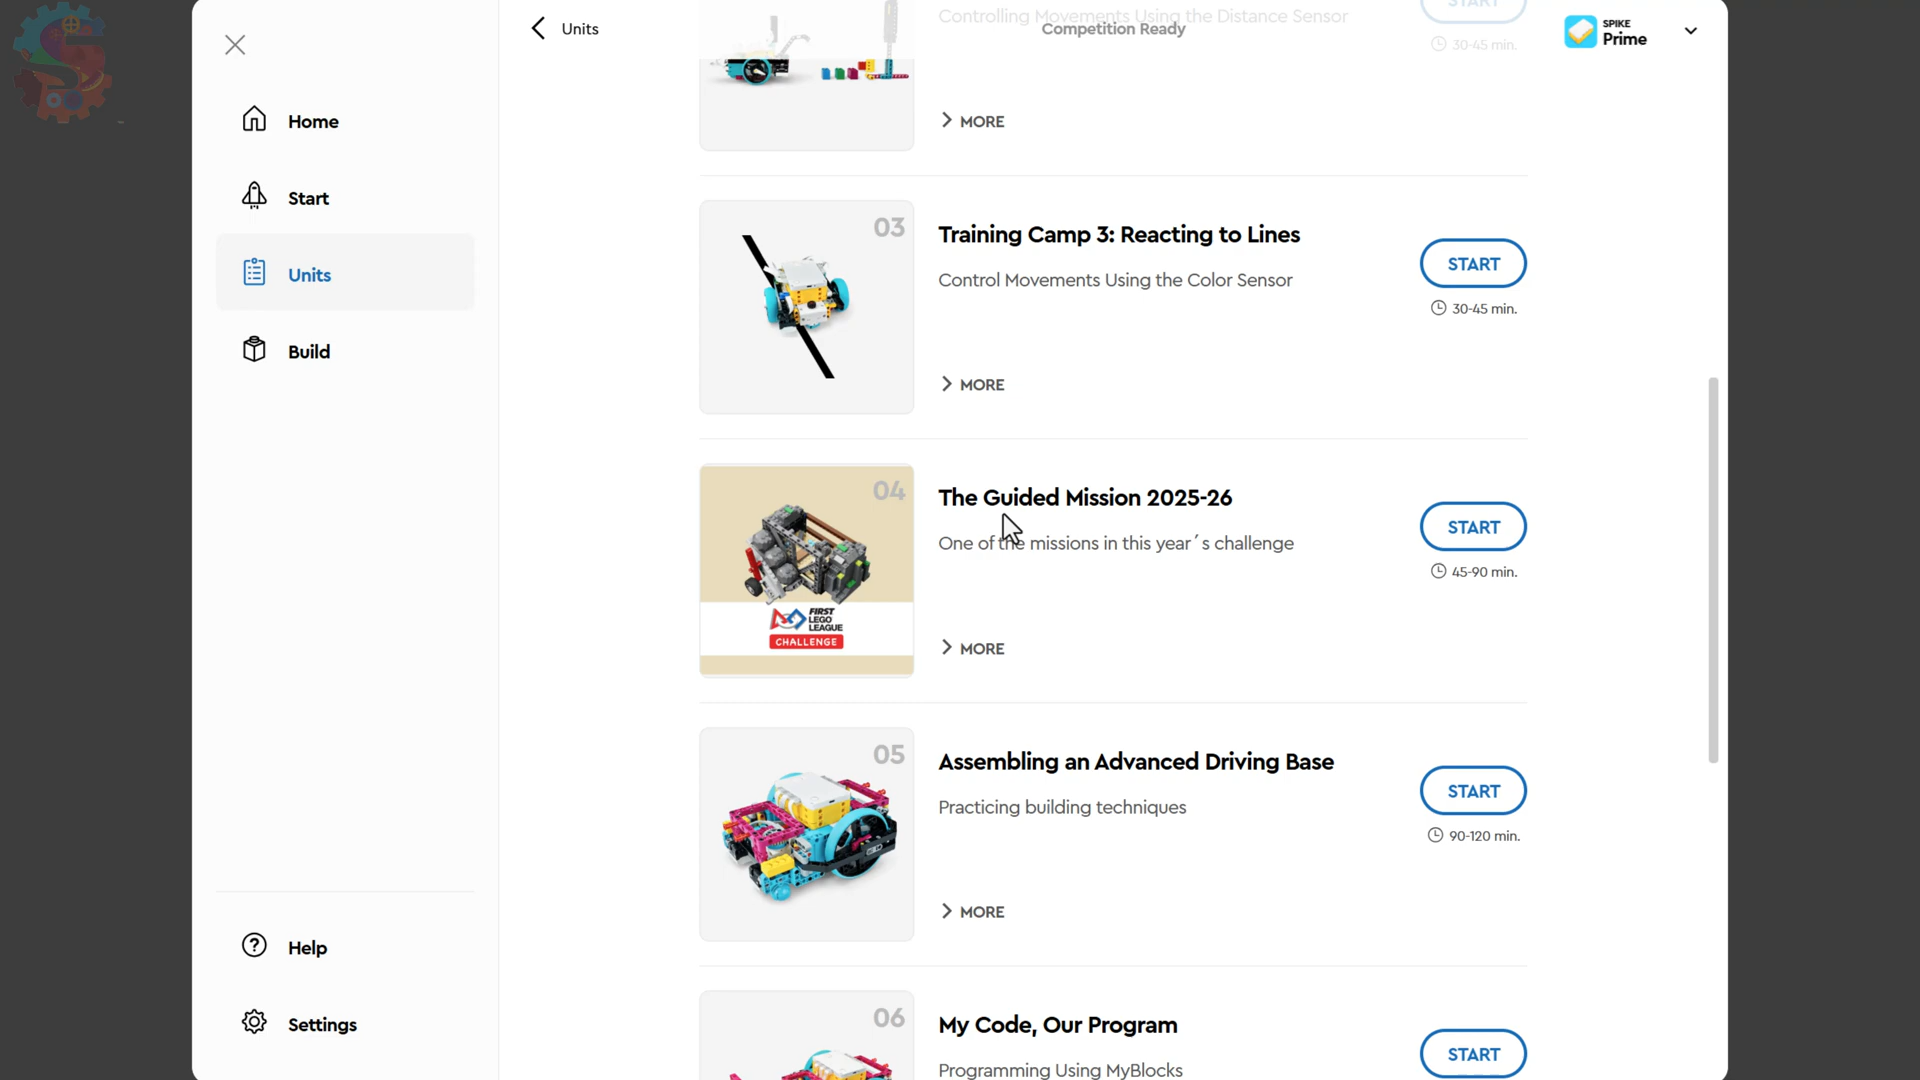 Units
Competition Ready
SPIKE
Prime
Home
Start
Units
Build
Help
Settings
Controlling Movements Using the Distance Sensor
START
30-45 min.
MORE
03
Training Camp 3: Reacting to Lines
Control Movements Using the Color Sensor
START
30-45 min.
MORE
04
The Guided Mission 2025-26
One of the missions in this year´s challenge
START
45-90 min.
FIRST
LEGO
LEAGUE
CHALLENGE
MORE
05
Assembling an Advanced Driving Base
Practicing building techniques
START
90-120 min.
MORE
06
My Code, Our Program
Programming Using MyBlocks
START